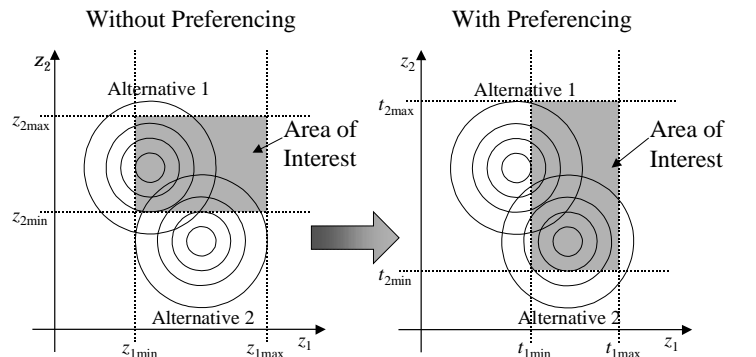 Without Preferencing
With Preferencing
z2
Alternative 1
z2max
Area of
Interest
z2min
Alternative 2
z1
z1min
z1max
z2
Alternative 1
t2max
Area of
Interest
t2min
Alternative 2
z1
t1min
t1max